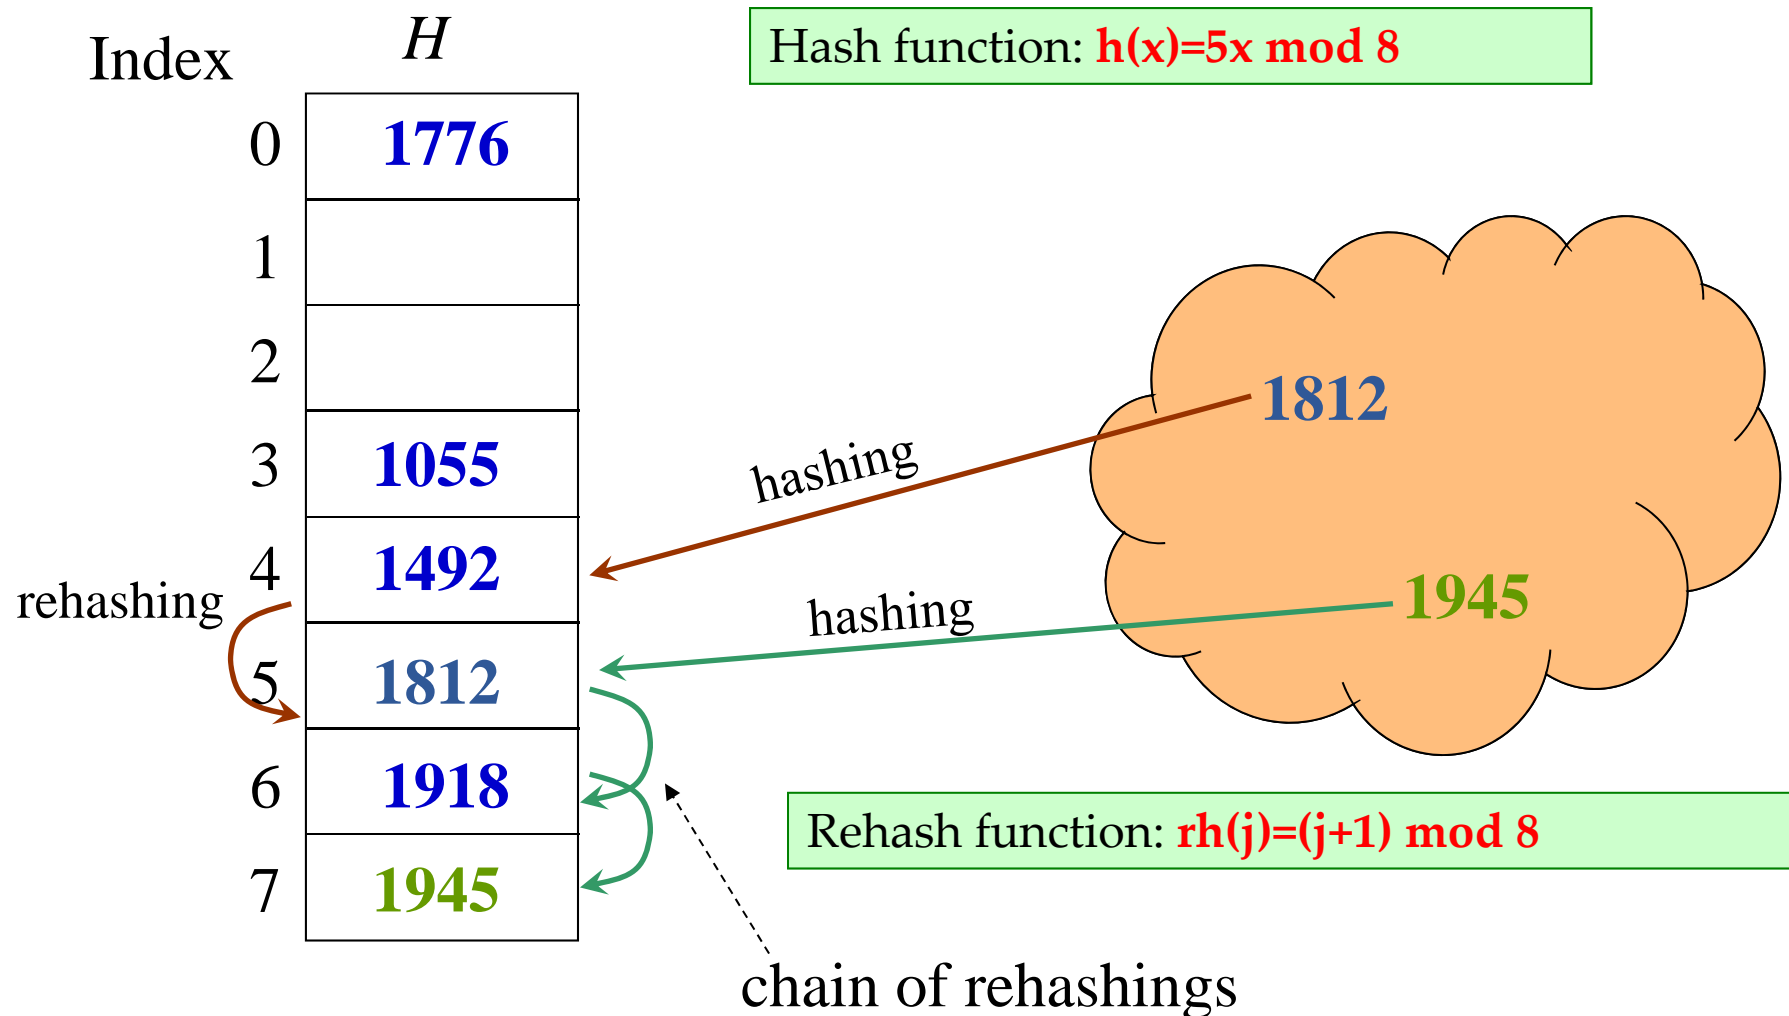 Index
H
Hash function: h(x)=5x mod 8
0 1776
1
2
3 1055
4 1492
5 1812
6 1918
7 1945
rehashing
hashing
1812
hashing
1945
Rehash function: rh(j)=(j+1) mod 8
chain of rehashings